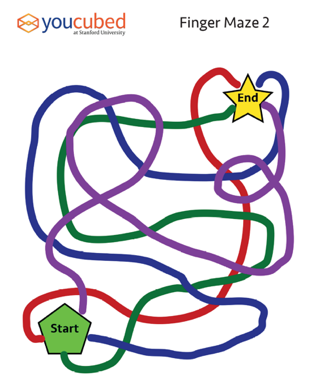 youcubed
at Stanford University
Finger Maze 2
End
Start